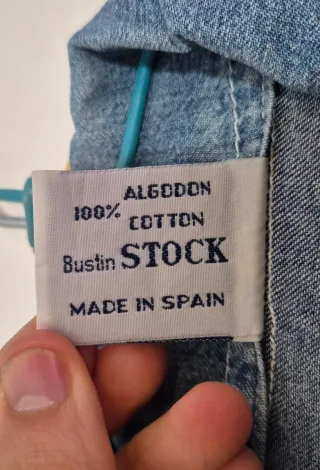 100% ALGODON
COTTON
Bustin STOCK
MADE IN SPAIN